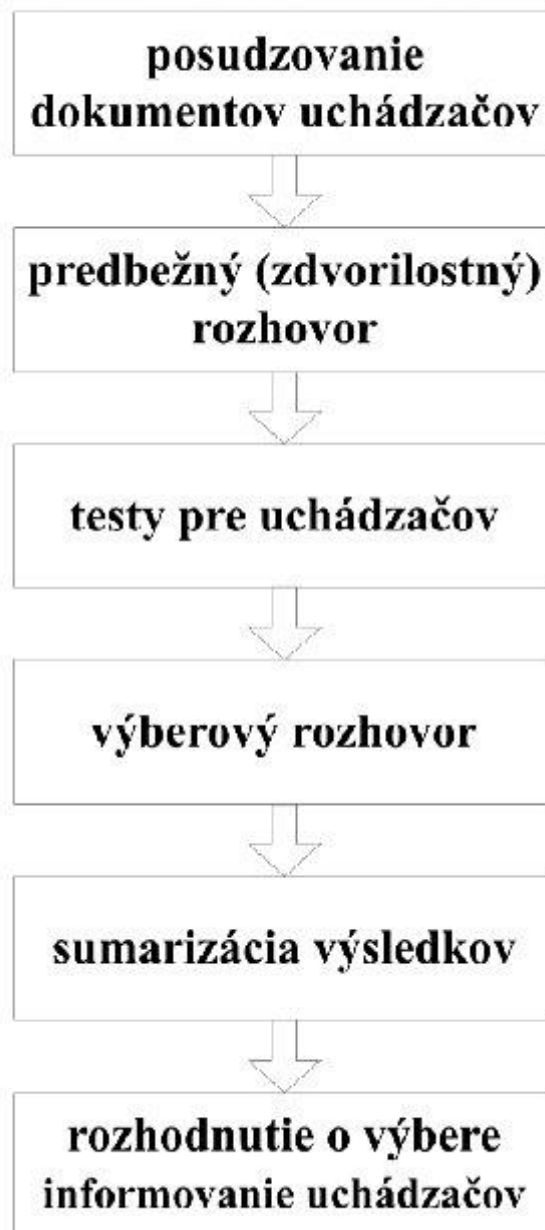 posudzovanie
dokumentov uchádzačov
predbežný (zdvorilostný)
rozhovor
testy pre uchádzačov
výberový rozhovor
sumarizácia výsledkov
rozhodnutie o výbere
informovanie uchádzačov